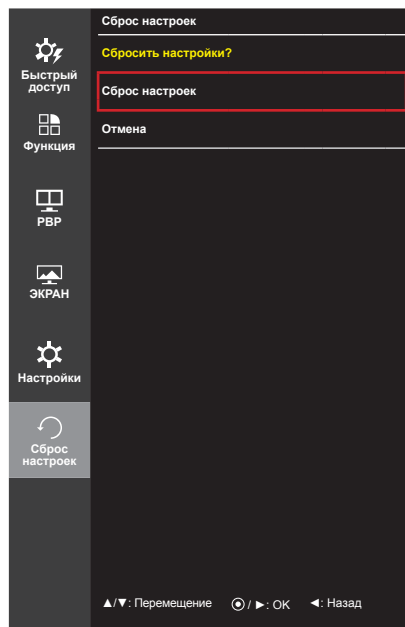 Быстрый
доступ
Функция
PBP
ЭКРАН
Настройки
Сброс
настроек
Сброс настроек
Сбросить настройки?
Сброс настроек
Отмена
▲/▼: Перемещение ⦿ / ►: OK ◄: Назад